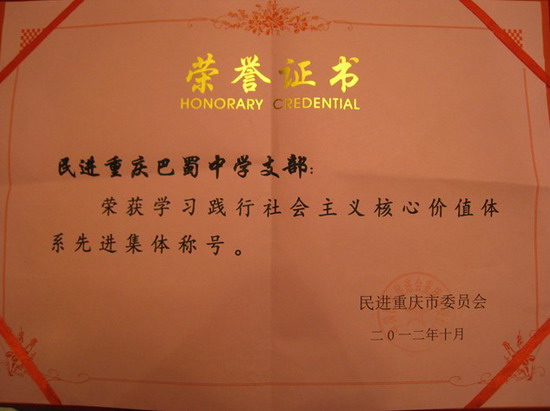 荣誉证书
HONORARY CREDENTIAL
民进重庆巴蜀中学支部：
荣获学习践行社会主义核心价值体
系先进集体称号。
民进重庆市委员会
二〇一二年十月